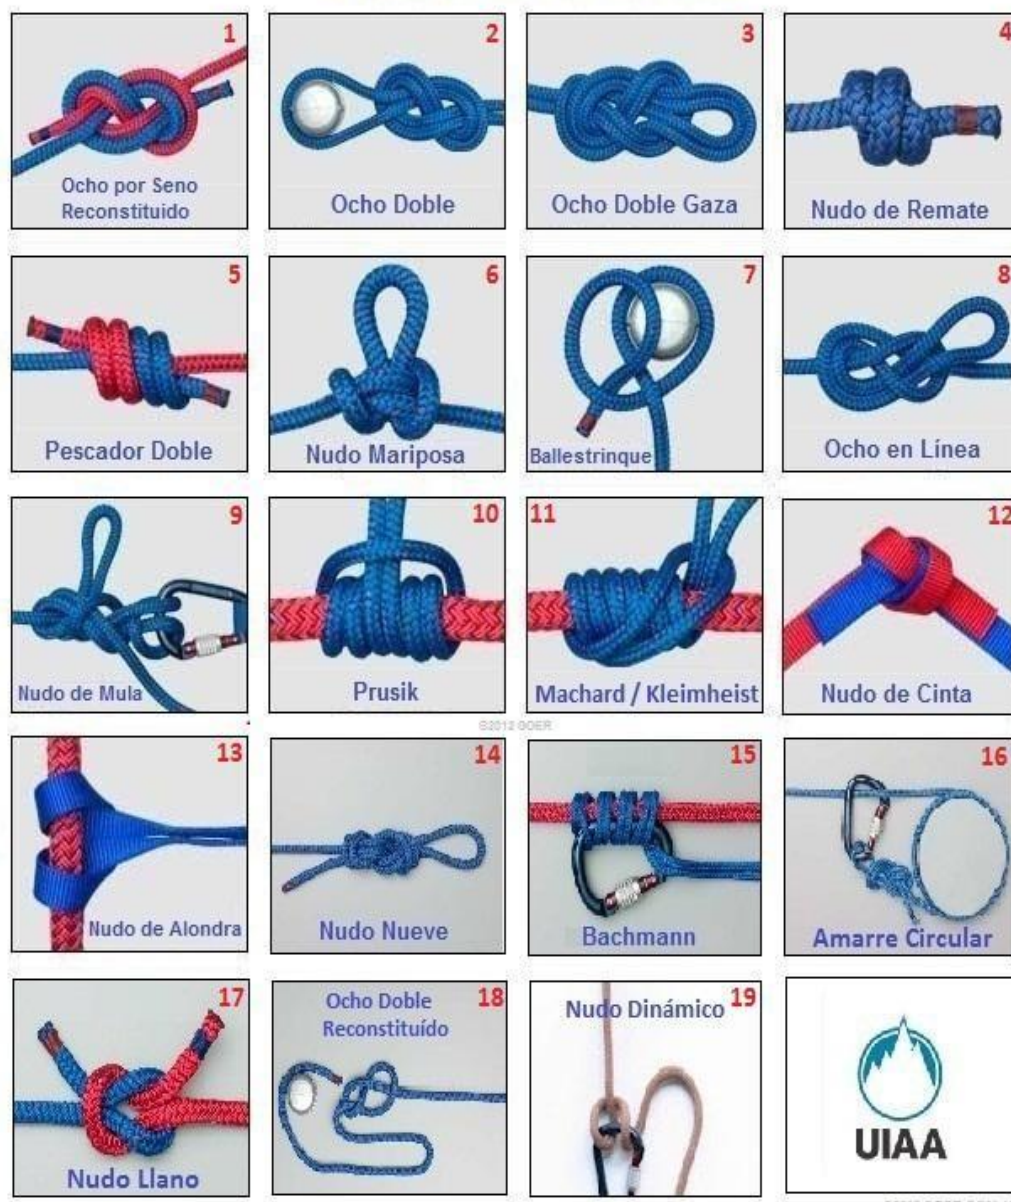 1
Ocho por Seno
Reconstituido
2
Ocho Doble
3
Ocho Doble Gaza
4
Nudo de Remate
5
Pescador Doble
6
Nudo Mariposa
7
Ballestrinque
8
Ocho en Línea
9
Nudo de Mula
10
Prusik
11
Machard / Kleimheist
12
Nudo de Cinta
©2012 GOER
13
Nudo de Alondra
14
Nudo Nueve
15
Bachmann
16
Amarre Circular
17
Nudo Llano
18
Ocho Doble
Reconstituído
19
Nudo Dinámico
UIAA